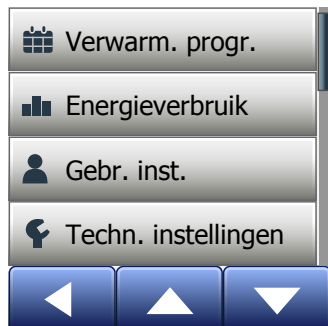 Verwarm. progr.
Energieverbruik
Gebr. inst.
Techn. instellingen